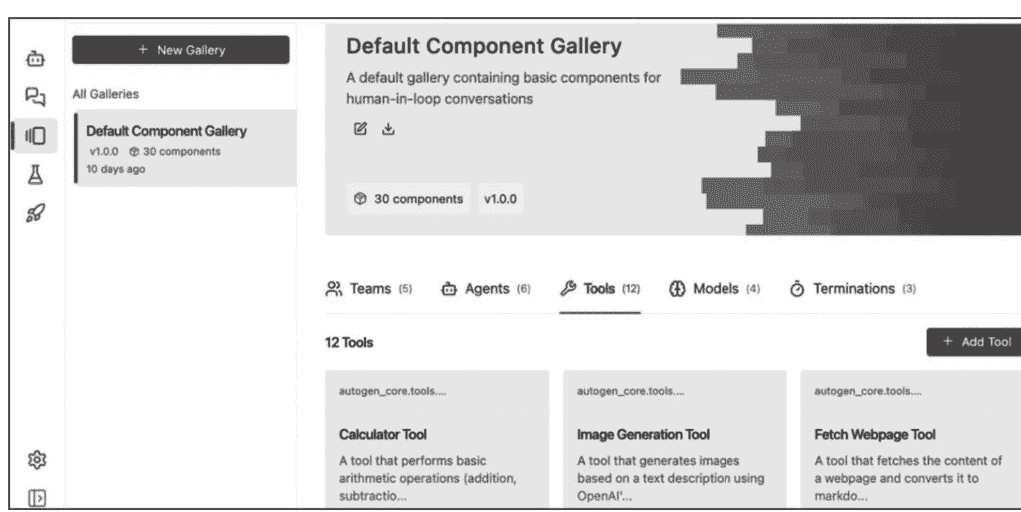 + New Gallery
All Galleries
Default Component Gallery
v1.0.0 30 components
10 days ago
Default Component Gallery
A default gallery containing basic components for
human-in-loop conversations
30 components v1.0.0
Teams (5) Agents (6) Tools (12) Models (4) Terminations (3)
12 Tools
+ Add Tool
autogen_core.tools....
Calculator Tool
A tool that performs basic
arithmetic operations (addition,
subtractio...
autogen_core.tools....
Image Generation Tool
A tool that generates images
based on a text description using
OpenAI'...
autogen_core.tools....
Fetch Webpage Tool
A tool that fetches the content of
a webpage and converts it to
markdo...